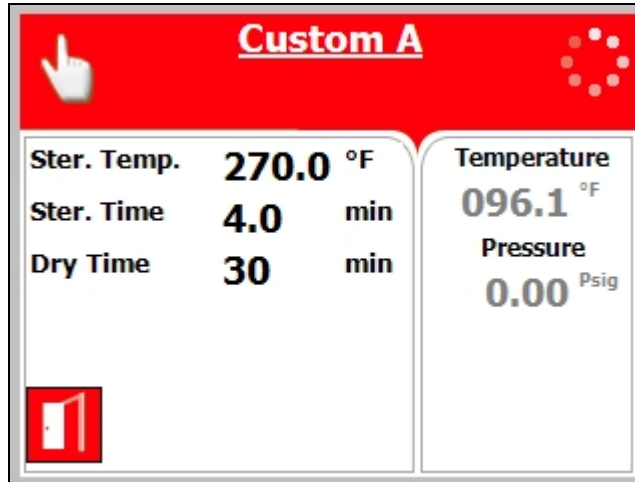 Custom A
Ster. Temp. 270.0 °F
Ster. Time 4.0 min
Dry Time 30 min
Temperature
096.1 °F
Pressure
0.00 Psig